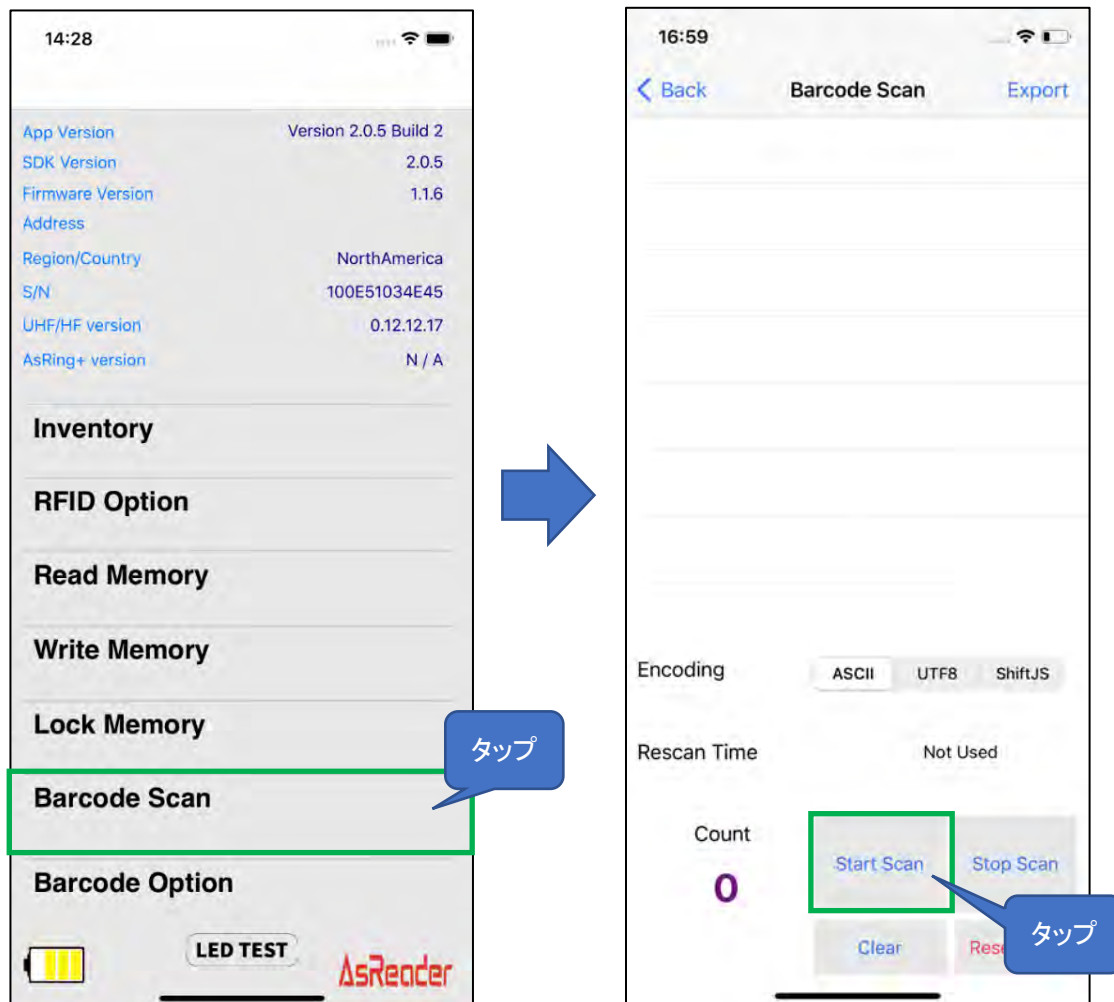 14:28
App Version Version 2.0.5 Build 2
SDK Version 2.0.5
Firmware Version 1.1.6
Address
Region/Country NorthAmerica
S/N 100E51034E45
UHF/HF version 0.12.12.17
AsRing+ version N / A
Inventory
RFID Option
Read Memory
Write Memory
Lock Memory
タップ
Barcode Scan
Barcode Option
LED TEST
AsReader
16:59
Back Barcode Scan Export
Encoding ASCII UTF8 ShiftJS
Rescan Time Not Used
Count
0
Start Scan Stop Scan
タップ
Clear